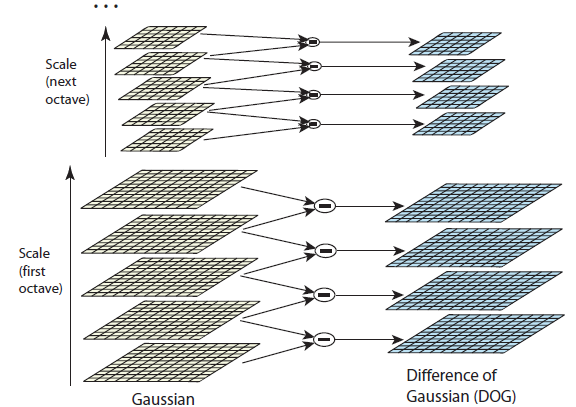 ...
Scale
(next
octave)
Scale
(first
octave)
Gaussian
Difference of
Gaussian (DOG)